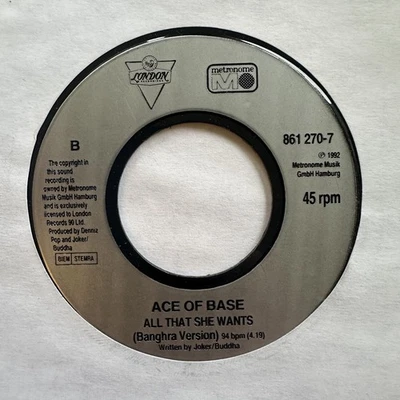 LONDON
metronome
B
861 270-7
℗ 1992
Metronome Musik
GmbH Hamburg
45 rpm
The copyright in
this sound
recording is
owned by Metronome
Musik GmbH Hamburg
and is exclusively
licensed to London
Records 90 Ltd.
Produced by Denniz
Pop and Joker/
Buddha
BIEM STEMRA
ACE OF BASE
ALL THAT SHE WANTS
(Banghra Version) 94 bpm (4.19)
Written by Joker/Buddha